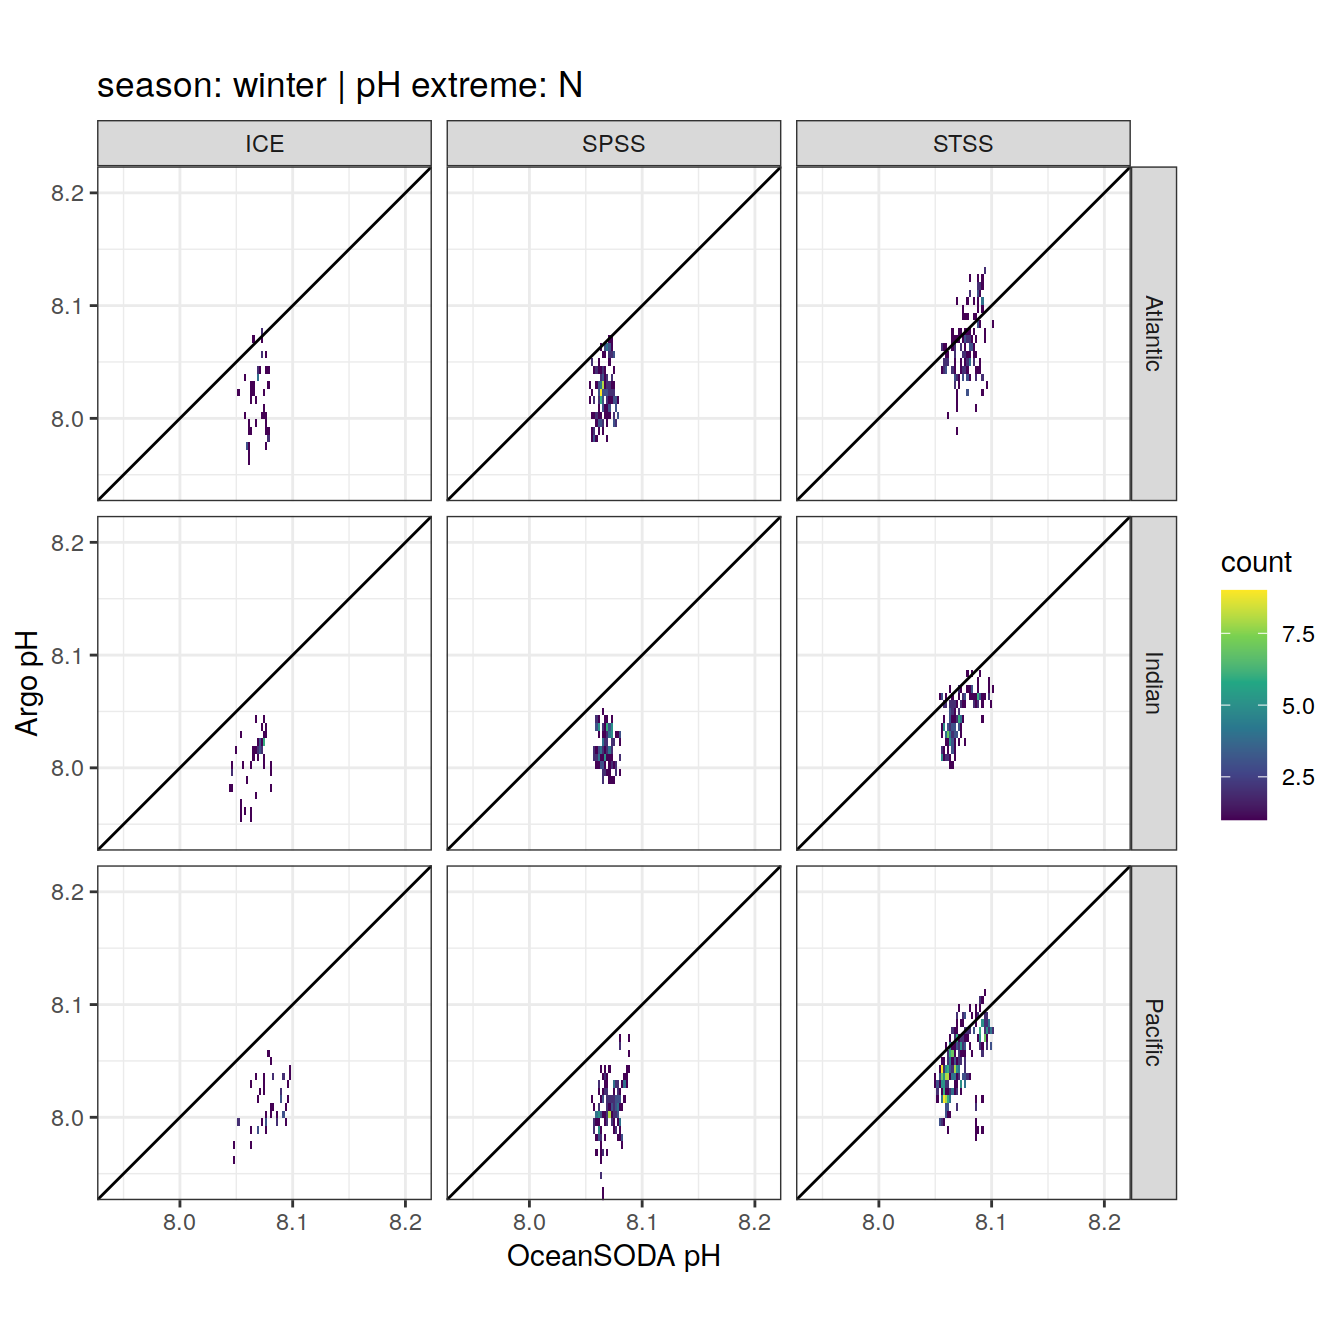 season: winter | pH extreme: N
ICE
SPSS
STSS
8.2
8.1
8.0
Atlantic
8.2
8.1
8.0
Indian
8.2
8.1
8.0
Pacific
Argo pH
8.0 8.1 8.2
8.0 8.1 8.2
8.0 8.1 8.2
OceanSODA pH
count
7.5
5.0
2.5